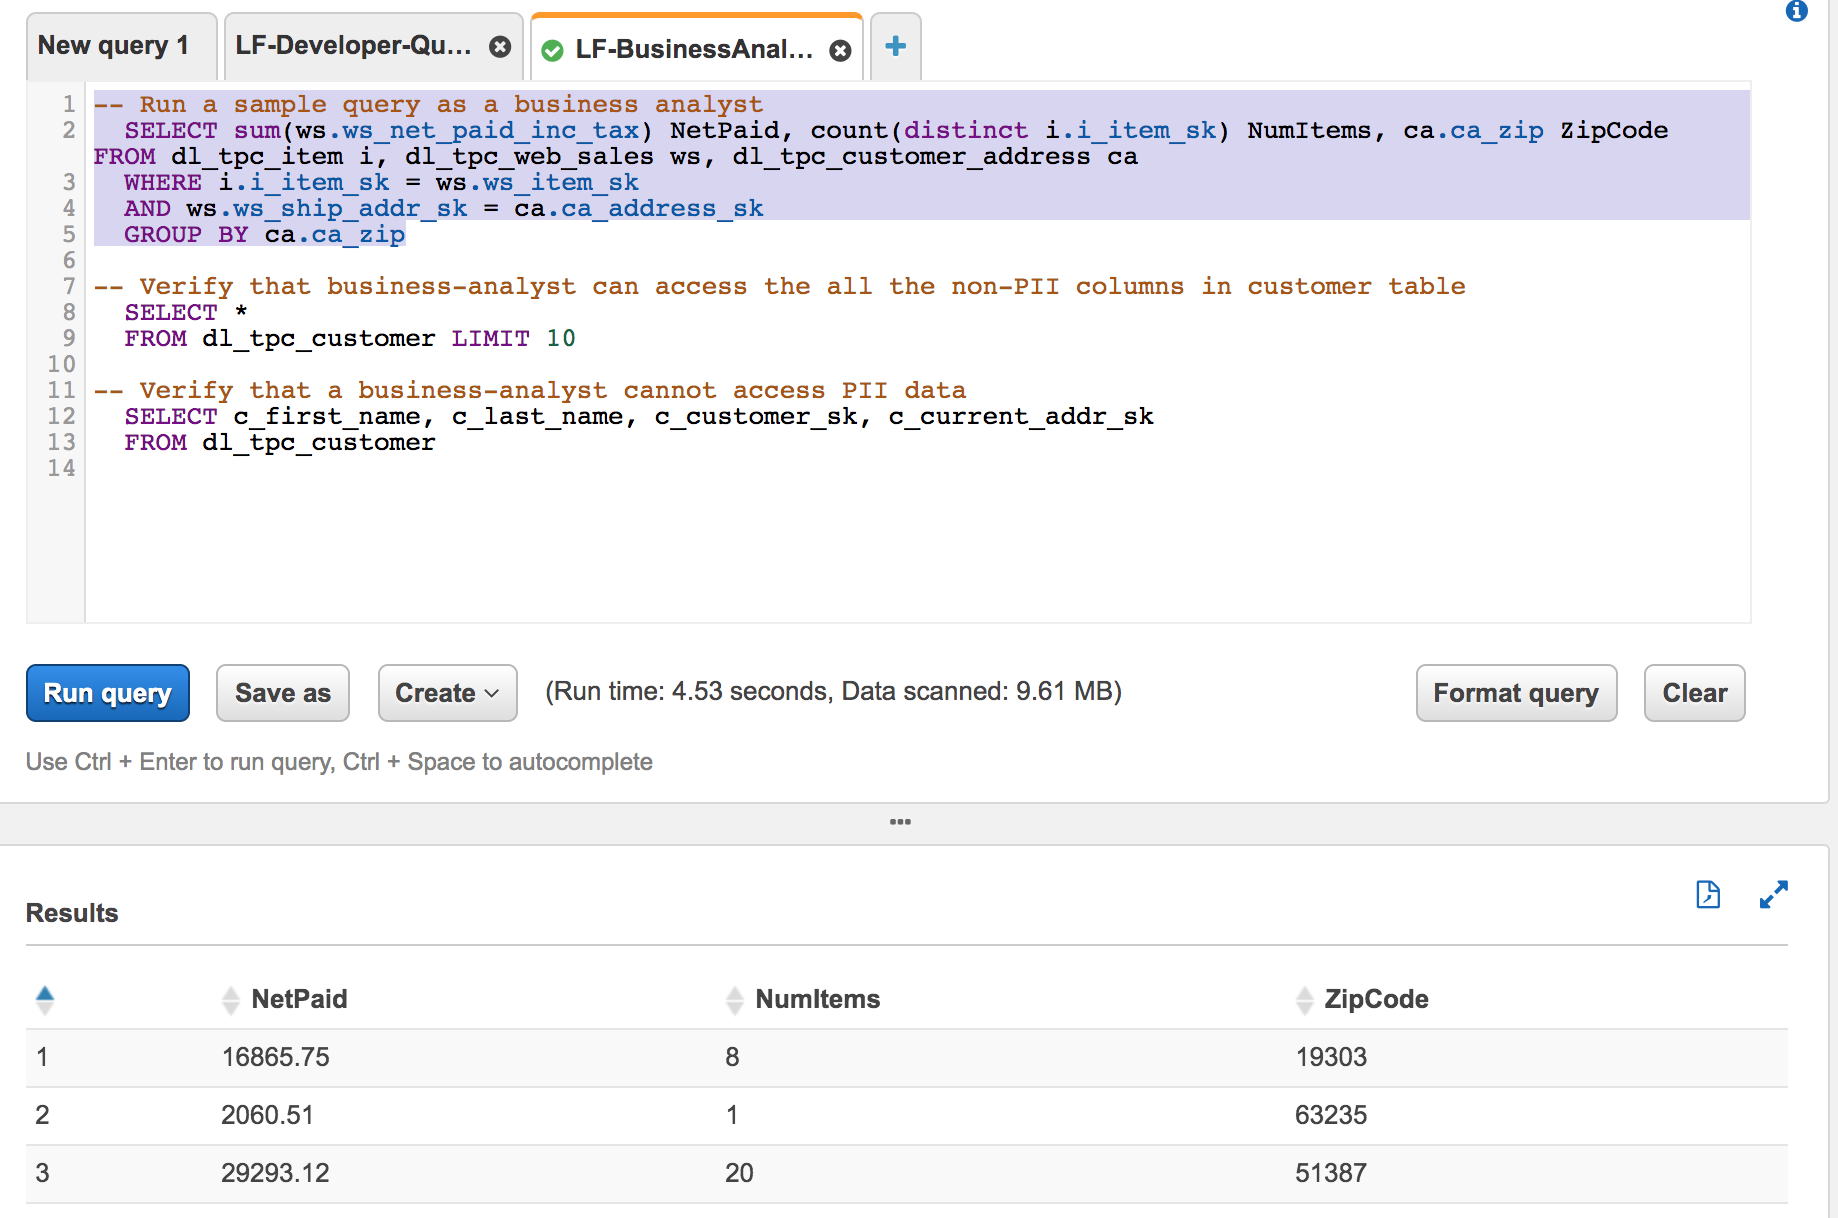 New query 1
LF-Developer-Qu...
LF-BusinessAnal...
1 -- Run a sample query as a business analyst
2 SELECT sum(ws.ws_net_paid_inc_tax) NetPaid, count(distinct i.i_item_sk) NumItems, ca.ca_zip ZipCode
FROM dl_tpc_item i, dl_tpc_web_sales ws, dl_tpc_customer_address ca
3 WHERE i.i_item_sk = ws.ws_item_sk
4 AND ws.ws_ship_addr_sk = ca.ca_address_sk
5 GROUP BY ca.ca_zip
6
7 -- Verify that business-analyst can access the all the non-PII columns in customer table
8 SELECT *
9 FROM dl_tpc_customer LIMIT 10
10
11 -- Verify that a business-analyst cannot access PII data
12 SELECT c_first_name, c_last_name, c_customer_sk, c_current_addr_sk
13 FROM dl_tpc_customer
14
Run query Save as Create (Run time: 4.53 seconds, Data scanned: 9.61 MB) Format query Clear
Use Ctrl + Enter to run query, Ctrl + Space to autocomplete
Results
NetPaid NumItems ZipCode
1 16865.75 8 19303
2 2060.51 1 63235
3 29293.12 20 51387